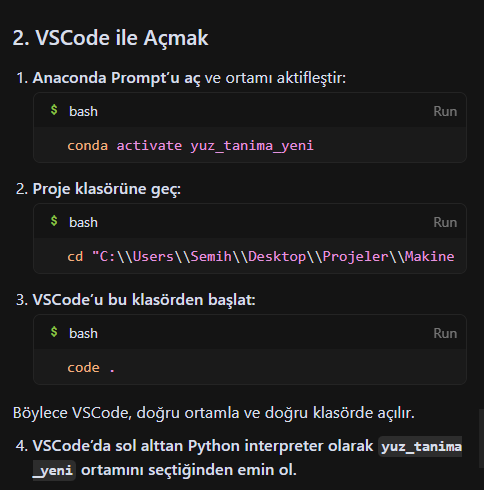 2. VSCode ile Açmak
1. Anaconda Prompt'u aç ve ortamı aktifleştir:
$ bash Run
conda activate yuz_tanima_yeni
2. Proje klasörüne geç:
$ bash Run
cd "C:\\Users\\Semih\\Desktop\\Projeler\\Makine
3. VSCode'u bu klasörden başlat:
$ bash Run
code .
Böylece VSCode, doğru ortamla ve doğru klasörde açılır.
4. VSCode'da sol alttan Python interpreter olarak yuz_tanima
_yeni ortamını seçtiğinden emin ol.